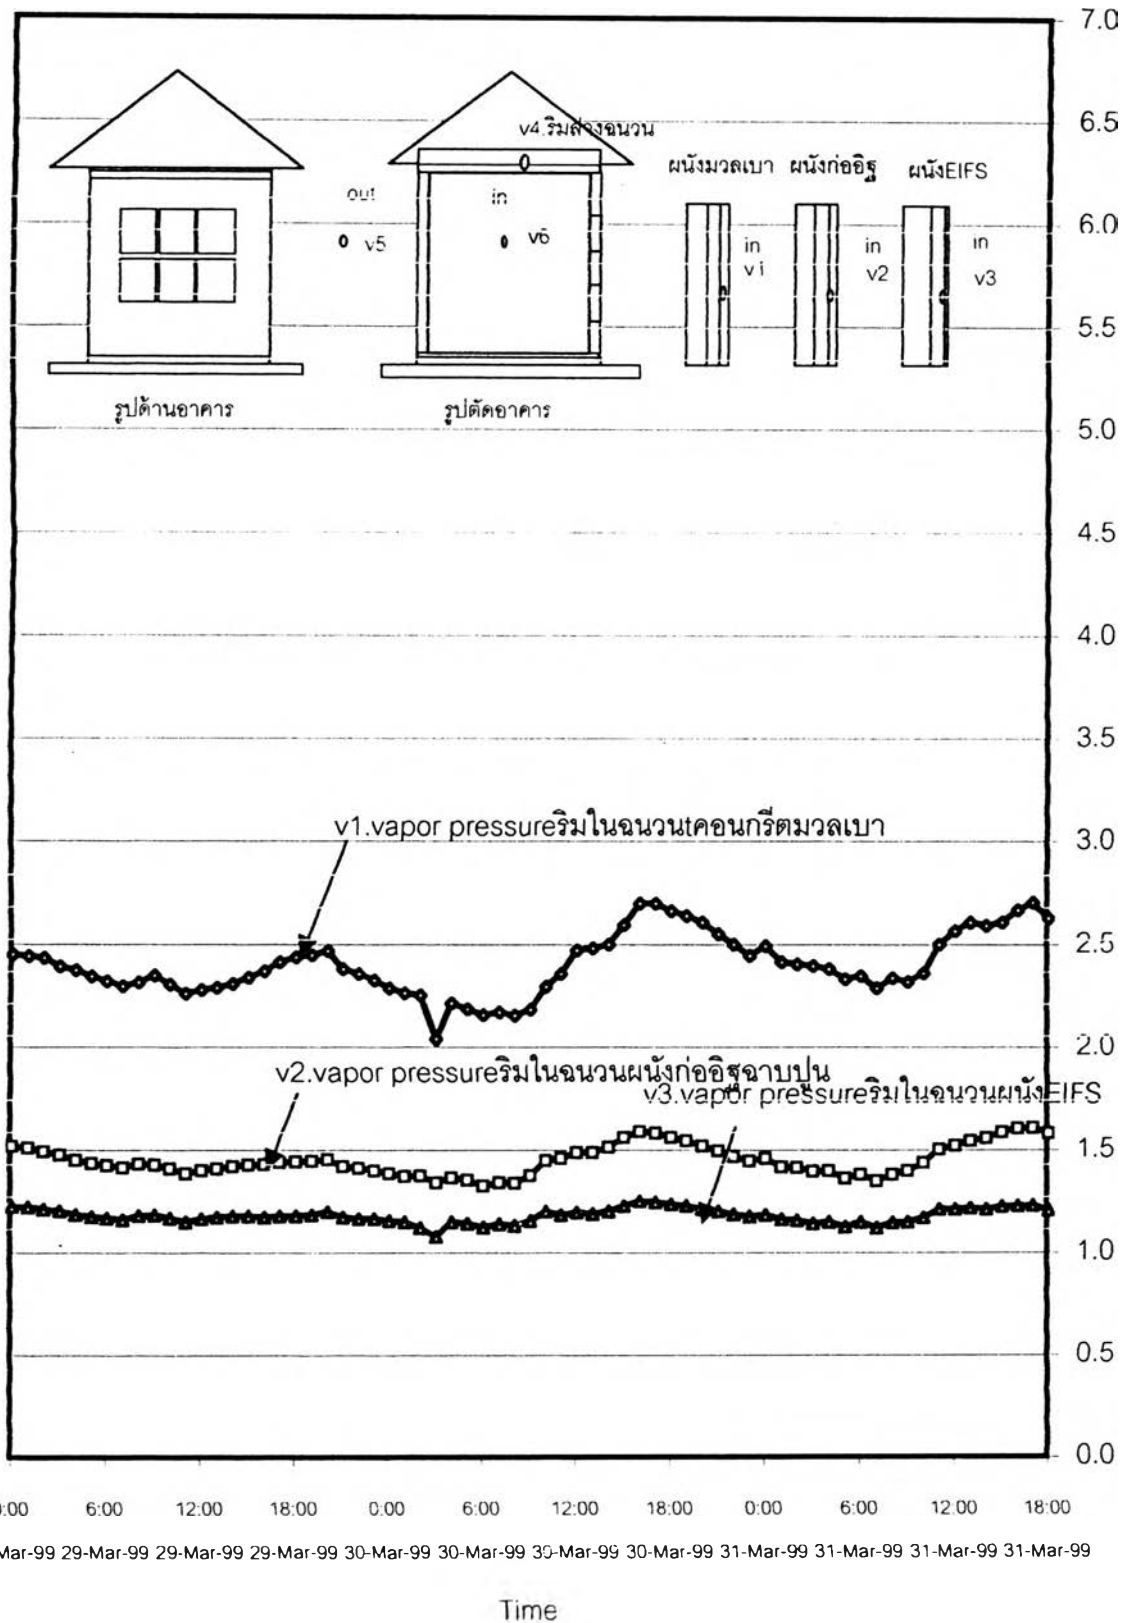 7.0
6.5
6.0
5.5
5.0
4.5
4.0
3.5
3.0
2.5
2.0
1.5
1.0
0.5
0.0
v4.ริมล่างฉนวน
ผนังมวลเบา ผนังก่ออิฐ ผนังEIFS
out in
v5 v6
in in in
v1 v2 v3
รูปด้านอาคาร รูปตัดอาคาร
v1.vapor pressureริมในฉนวนtคอนกรีตมวลเบา
v2.vapor pressureริมในฉนวนผนังก่ออิฐฉาบปูน
v3.vapor pressureริมในฉนวนผนังEIFS
:00 6:00 12:00 18:00 0:00 6:00 12:00 18:00 0:00 6:00 12:00 18:00
Mar-99 29-Mar-99 29-Mar-99 29-Mar-99 30-Mar-99 30-Mar-99 30-Mar-99 30-Mar-99 31-Mar-99 31-Mar-99 31-Mar-99 31-Mar-99
Time